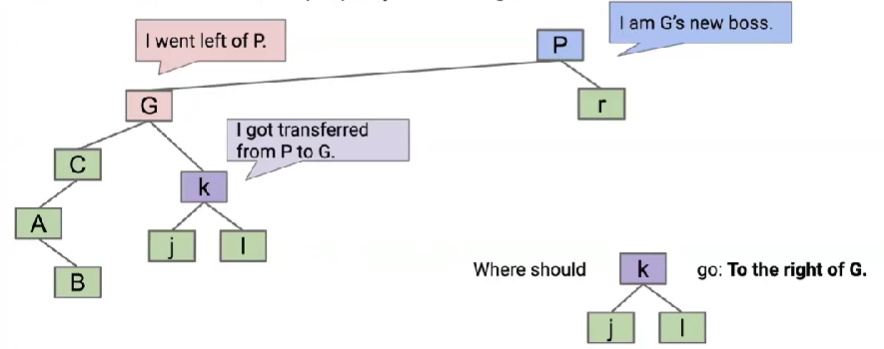 I went left of P.
I am G's new boss.
P
G
r
I got transferred
from P to G.
C
k
A
j
l
B
Where should
k
go: To the right of G.
j
l